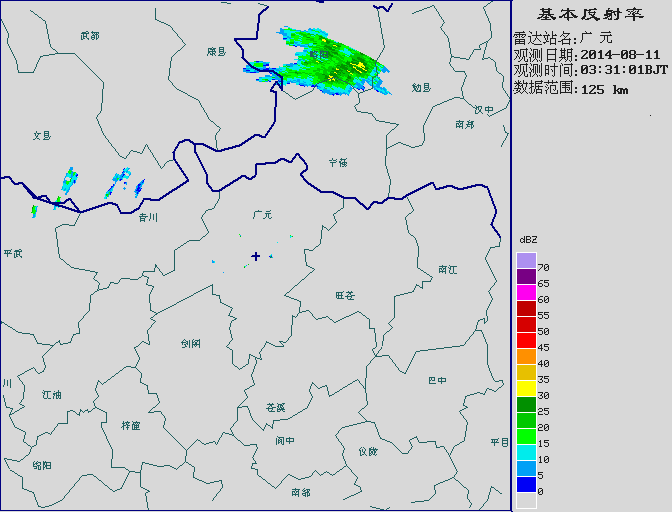 基本反射率
雷达站名:广 元
观测日期:2014-08-11
观测时间:03:31:01BJT
数据范围:125 km
武都
康县
略阳
勉县
汉中
南郑
文县
宁强
青川
广元
平武
南江
旺苍
剑阁
川
江油
巴中
苍溪
梓潼
阆中
仪陇
平昌
绵阳
南部
dBZ
70
65
60
55
50
45
40
35
30
25
20
15
10
5
0